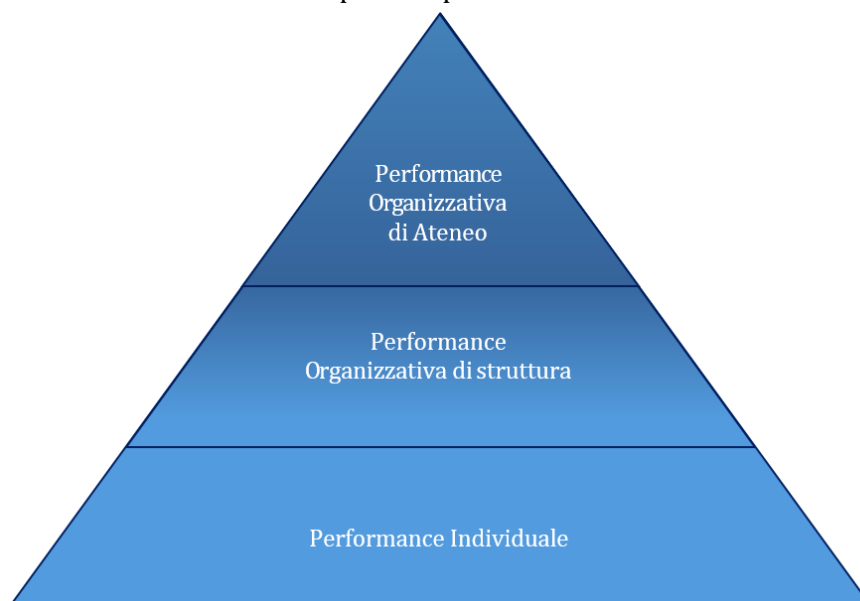 Performance
Organizzativa
di Ateneo
Performance
Organizzativa di struttura
Performance Individuale